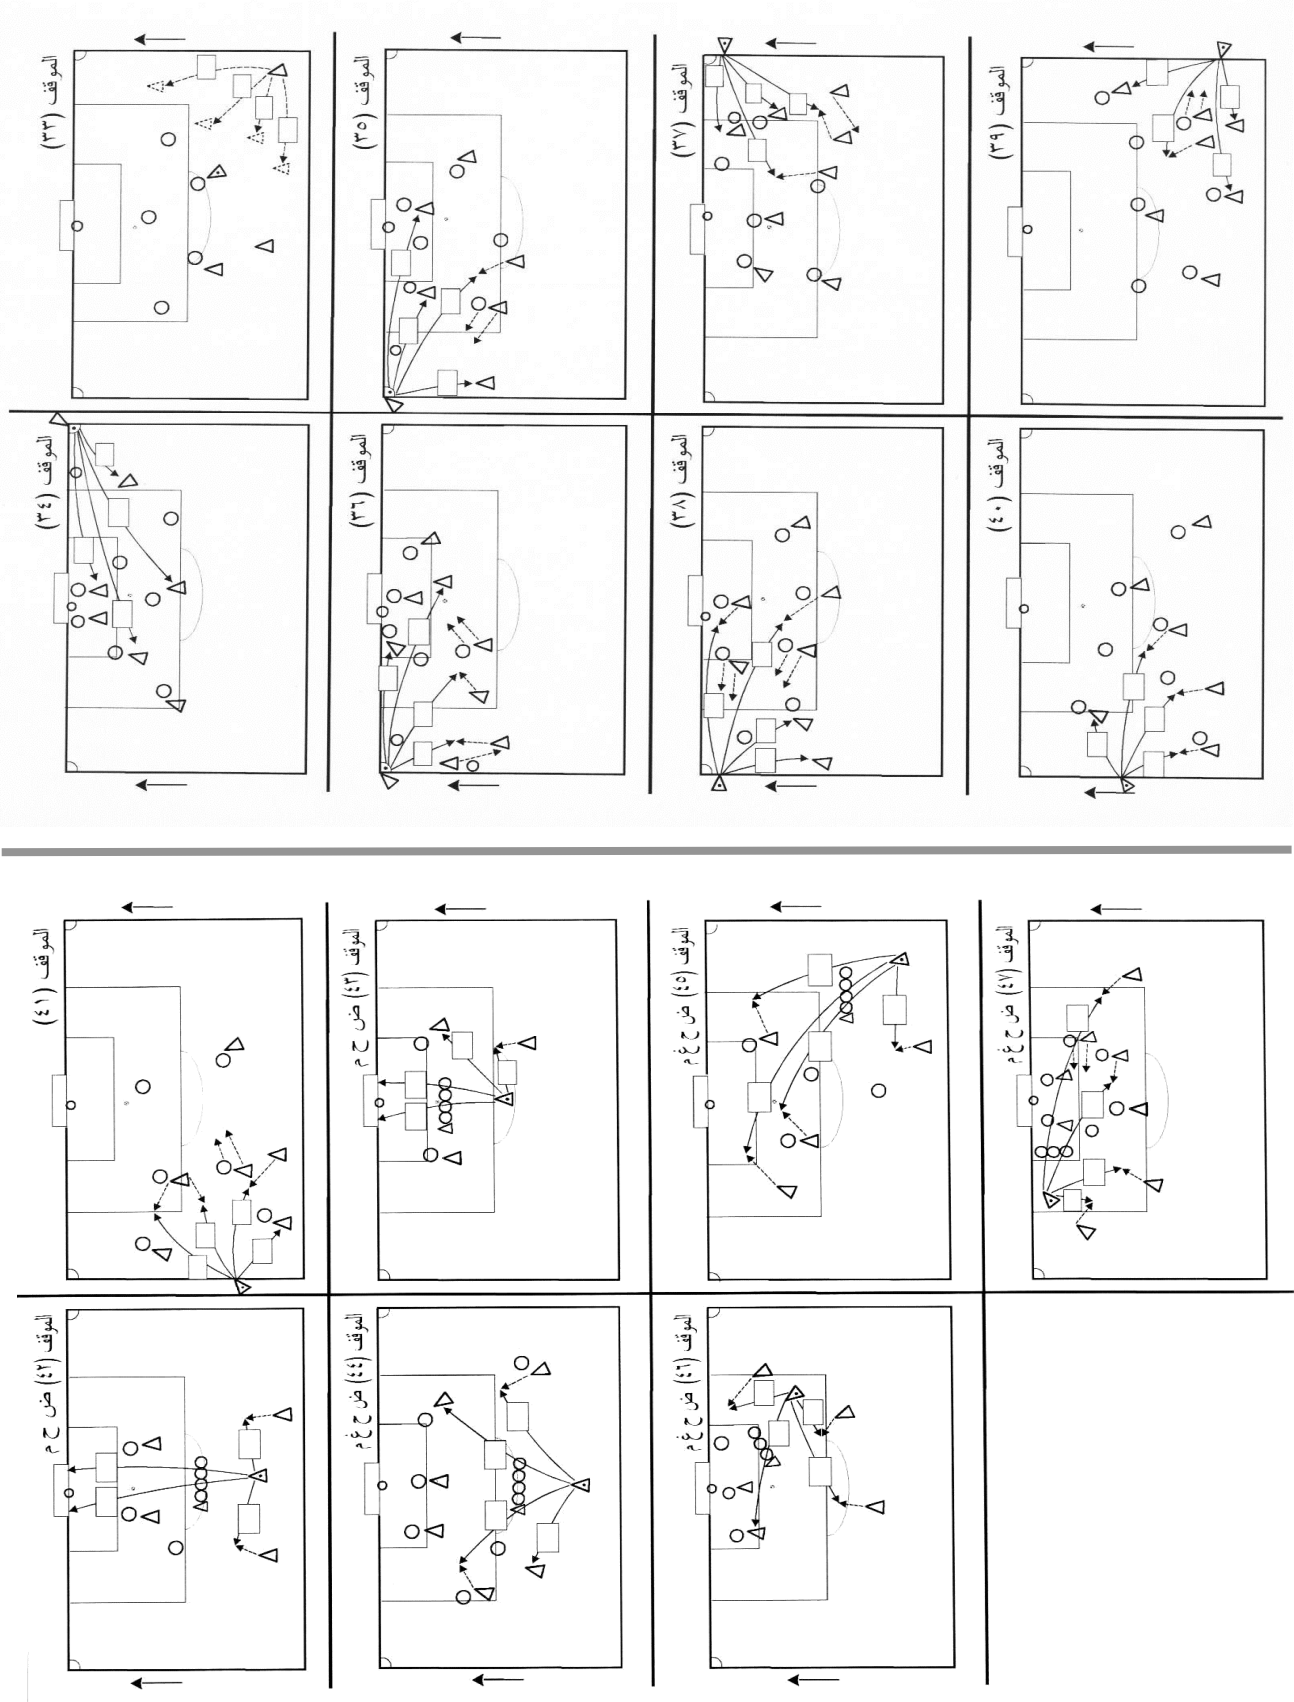 الموقف (٣٣)
الموقف (٣٤)
الموقف (٣٥)
الموقف (٣٦)
الموقف (٣٧)
الموقف (٣٨)
الموقف (٣٩)
الموقف (٤٠)
الموقف (٤١)
الموقف (٤٢) ض ح م
الموقف (٤٣) ض ح م
الموقف (٤٤) ض ح غ م
الموقف (٤٥) ض ح غ م
الموقف (٤٦) ض ح غ م
الموقف (٤٧) ض ح غ م